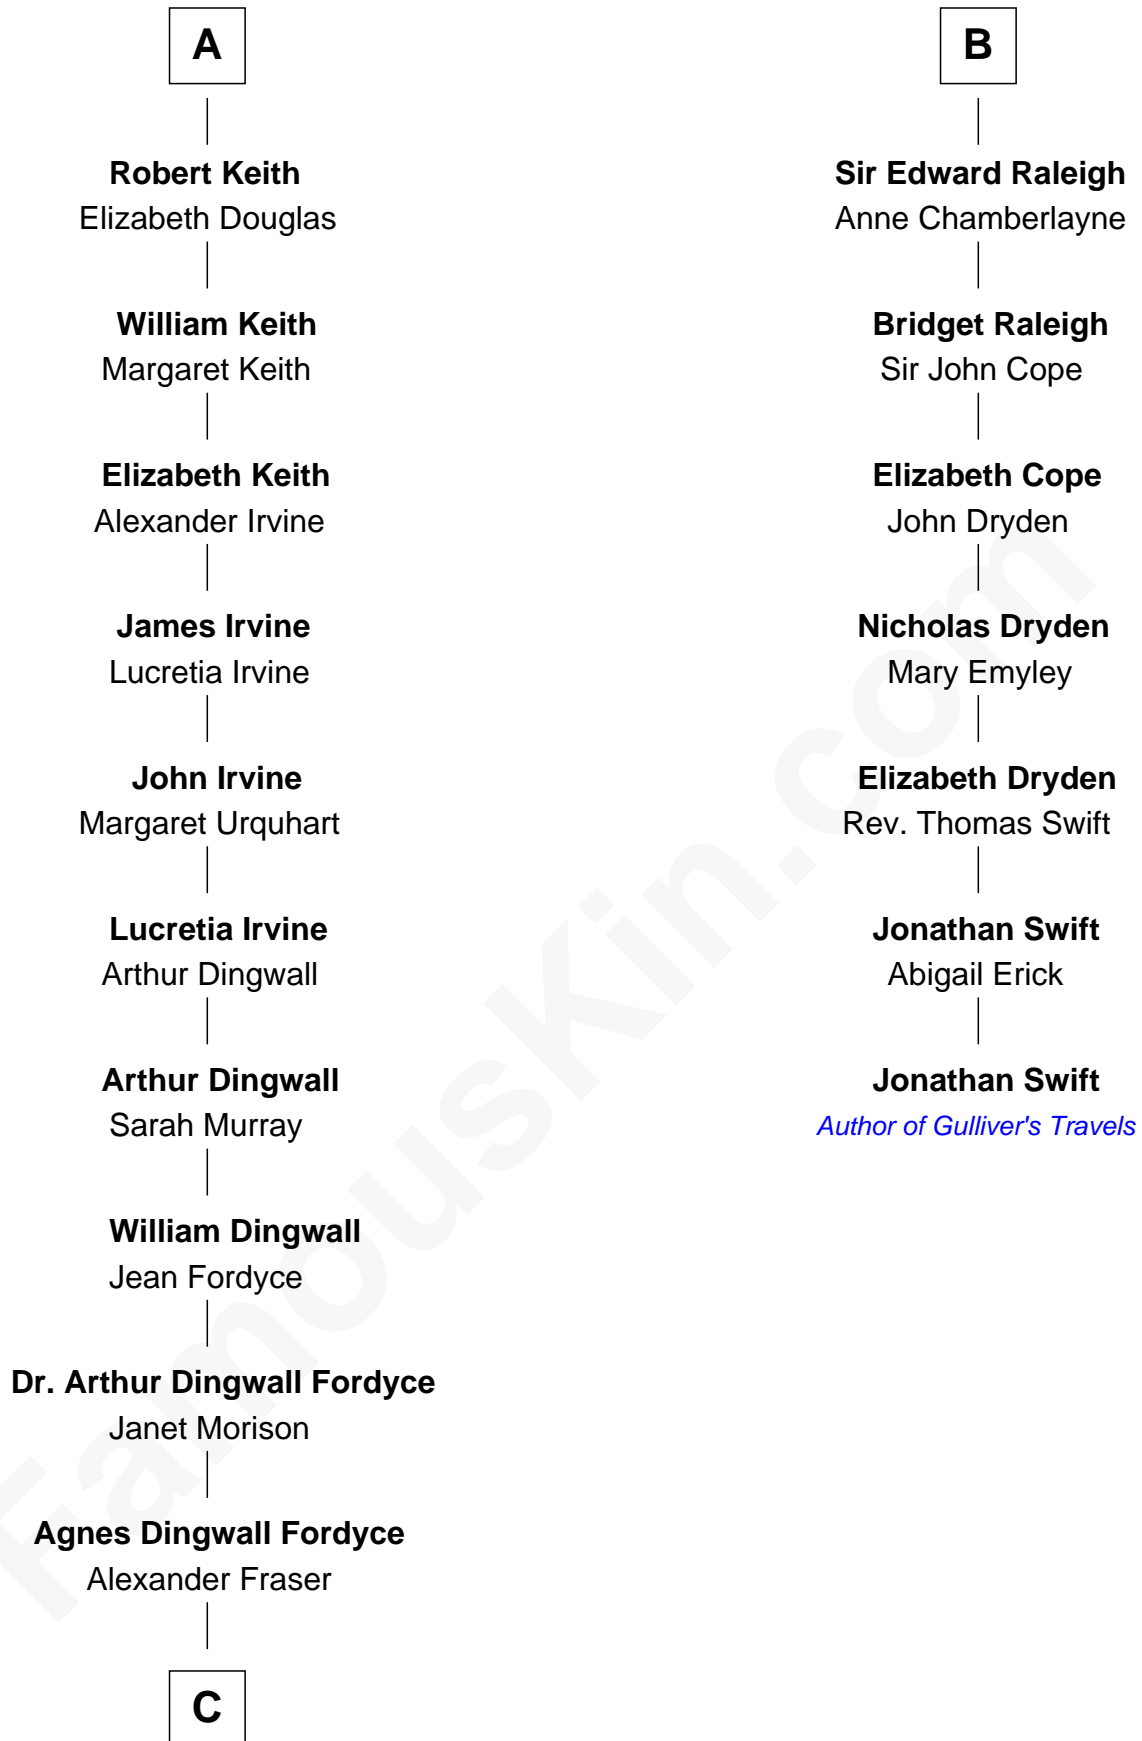 A
Robert Keith
Elizabeth Douglas
William Keith
Margaret Keith
Elizabeth Keith
Alexander Irvine
James Irvine
Lucretia Irvine
John Irvine
Margaret Urquhart
Lucretia Irvine
Arthur Dingwall
Arthur Dingwall
Sarah Murray
William Dingwall
Jean Fordyce
Dr. Arthur Dingwall Fordyce
Janet Morison
Agnes Dingwall Fordyce
Alexander Fraser
C
B
Sir Edward Raleigh
Anne Chamberlayne
Bridget Raleigh
Sir John Cope
Elizabeth Cope
John Dryden
Nicholas Dryden
Mary Emyley
Elizabeth Dryden
Rev. Thomas Swift
Jonathan Swift
Abigail Erick
Jonathan Swift
Author of Gulliver's Travels
FamousKin.com